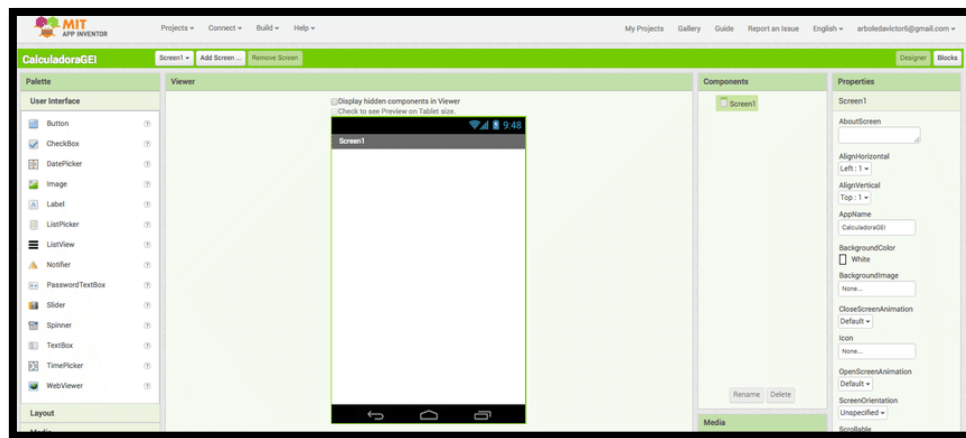 MIT
APP INVENTOR
Projects Connect Build Help
My Projects Gallery Guide Report an Issue English arboledavictor6@gmail.com
CalculadoraGEI
Screen1 Add Screen ... Remove Screen
Designer Blocks
Palette
User Interface
Button
CheckBox
DatePicker
Image
Label
ListPicker
ListView
Notifier
PasswordTextBox
Slider
Spinner
TextBox
TimePicker
WebViewer
Layout
Media
Viewer
Display hidden components in Viewer
Check to see Preview on Tablet size.
9:48
Screen1
Components
Screen1
Rename Delete
Media
Properties
Screen1
AboutScreen
AlignHorizontal
Left : 1
AlignVertical
Top : 1
AppName
CalculadoraGEI
BackgroundColor
White
BackgroundImage
None...
CloseScreenAnimation
Default
Icon
None...
OpenScreenAnimation
Default
ScreenOrientation
Unspecified
Scrollable